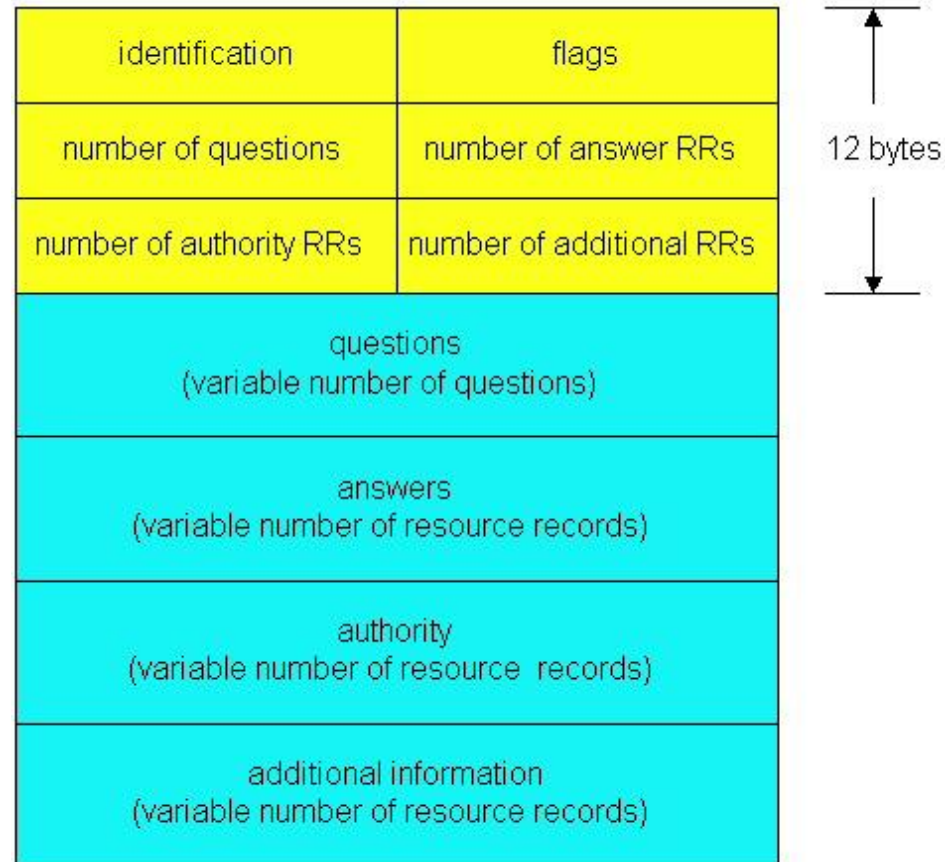 identification
flags
12 bytes
number of questions
number of answer RRs
number of authority RRs
number of additional RRs
questions
(variable number of questions)
answers
(variable number of resource records)
authority
(variable number of resource  records)
additional information
(variable number of resource records)